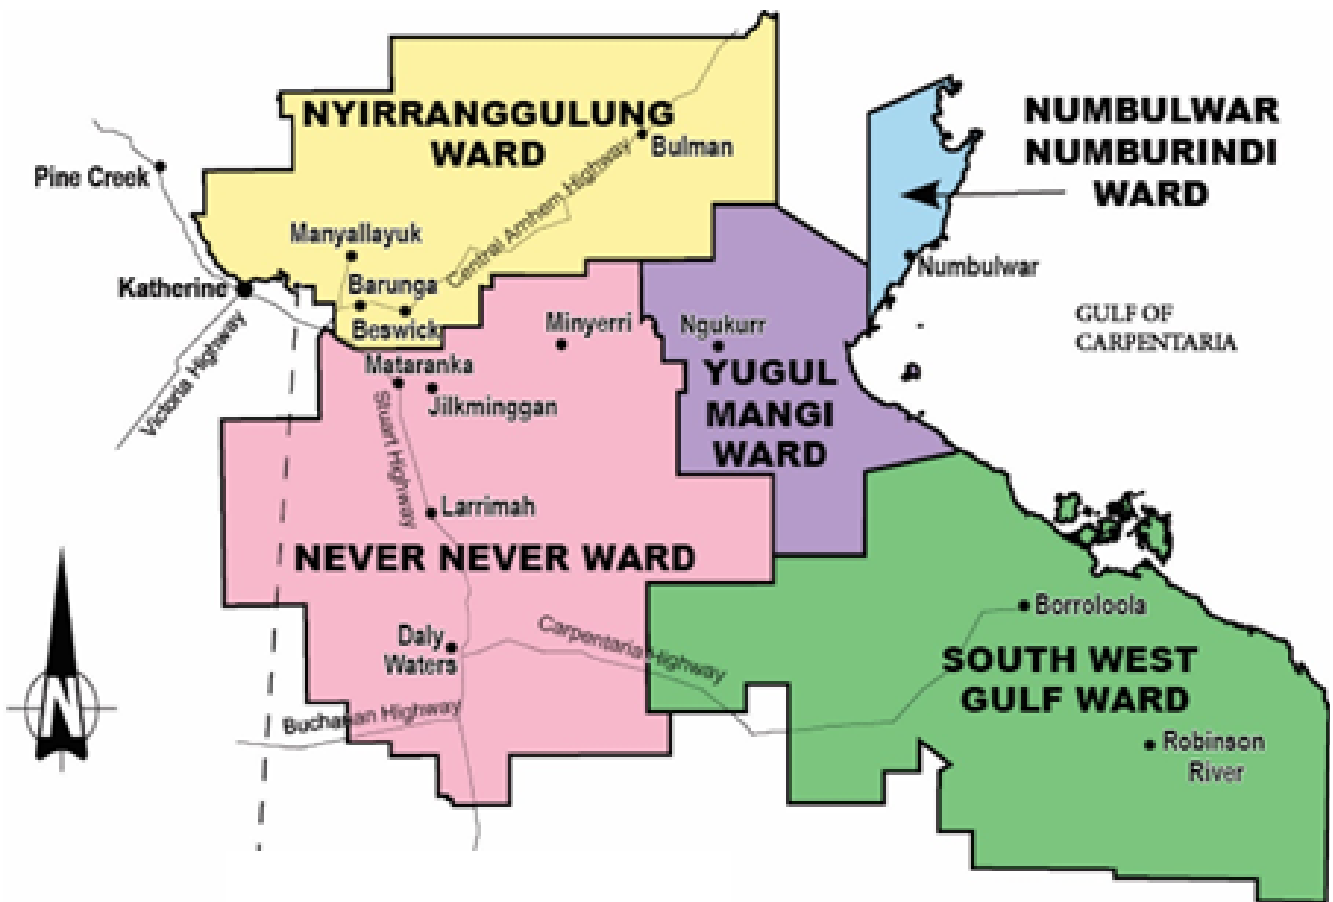 NYIRRANGGULUNG
WARD
NUMBULWAR
NUMBURINDI
WARD
Bulman
Pine Creek
Central Arnhem Highway
Manyallayuk
Numbulwar
Katherine
Barunga
GULF OF
CARPENTARIA
Beswick
Minyerri
Ngukurr
Victoria Highway
Mataranka
YUGUL
MANGI
WARD
Jilkminggan
Stuart Highway
Larrimah
NEVER NEVER WARD
Borroloola
Carpentaria Highway
Daly
Waters
SOUTH WEST
GULF WARD
Buchanan Highway
N
Robinson
River